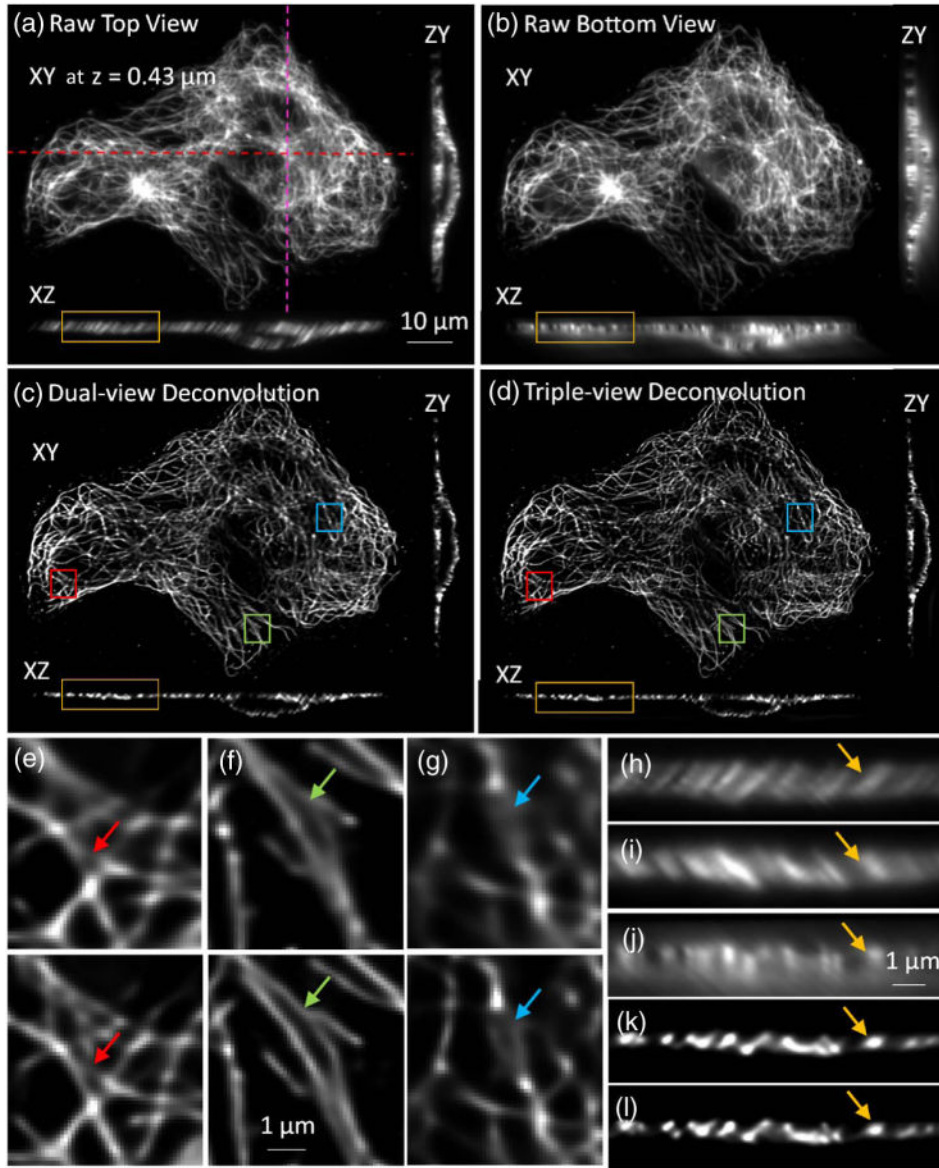 (a) Raw Top View
ZY
XY at z = 0.43 µm
XZ
10 µm
(b) Raw Bottom View
ZY
XY
XZ
(c) Dual-view Deconvolution
ZY
XY
XZ
(d) Triple-view Deconvolution
ZY
XY
XZ
(e)
(f)
1 µm
(g)
(h)
(i)
(j)
1 µm
(k)
(l)